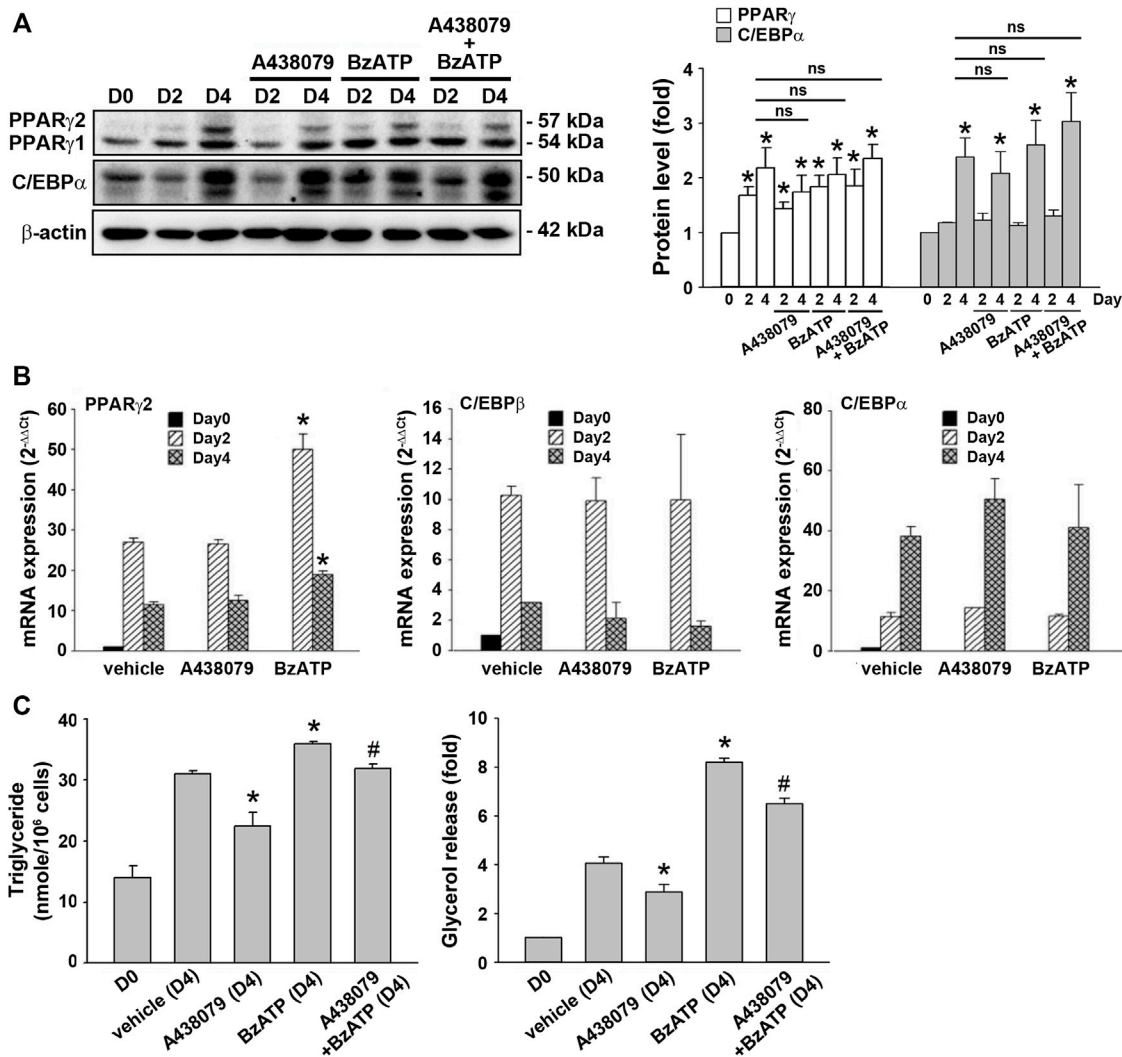 A
A438079
+
BzATP
A438079 BzATP
D0 D2 D4 D2 D4 D2 D4 D2 D4
PPARγ2
PPARγ1
C/EBPα
β-actin
- 57 kDa
- 54 kDa
- 50 kDa
- 42 kDa
PPARγ
C/EBPα
ns
ns
ns
ns
ns
ns
Protein level (fold)
4
3
2
1
0
* * * * * * * *
* * * *
0 2 4 2 4 2 4 2 4 0 2 4 2 4 2 4 2 4 Day
A438079
BzATP
A438079
+ BzATP
A438079
BzATP
A438079
+ BzATP
B
PPARγ2
Day0
Day2
Day4
mRNA expression (2-ΔΔCt)
60
50
40
30
20
10
0
*
*
vehicle A438079 BzATP
C/EBPβ
Day0
Day2
Day4
mRNA expression (2-ΔΔCt)
16
14
12
10
8
6
4
2
0
vehicle A438079 BzATP
C/EBPα
Day0
Day2
Day4
mRNA expression (2-ΔΔCt)
80
60
40
20
0
vehicle A438079 BzATP
C
Triglyceride
(nmole/10⁶ cells)
40
30
20
10
0
* * #
D0
vehicle (D4)
A438079 (D4)
BzATP (D4)
A438079
+BzATP (D4)
Glycerol release (fold)
10
8
6
4
2
0
* * #
D0
vehicle (D4)
A438079 (D4)
BzATP (D4)
A438079
+BzATP (D4)